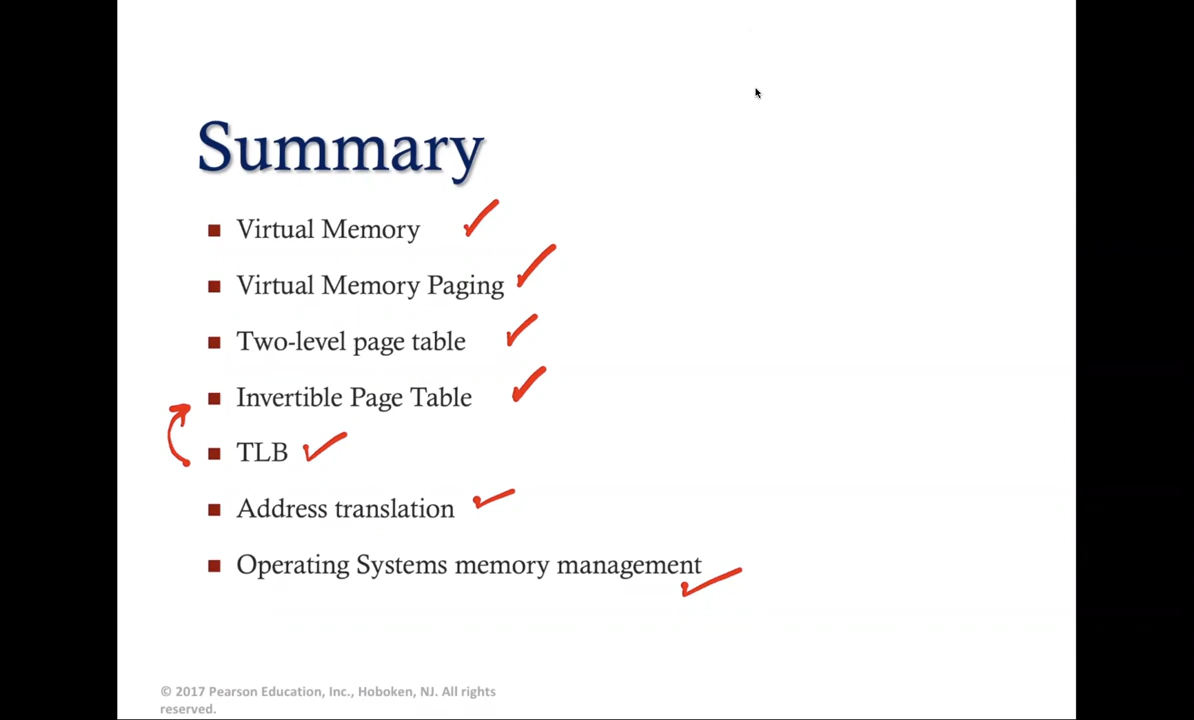 Summary
Virtual Memory
Virtual Memory Paging
Two-level page table
Invertible Page Table
TLB
Address translation
Operating Systems memory management
© 2017 Pearson Education, Inc., Hoboken, NJ. All rights
reserved.